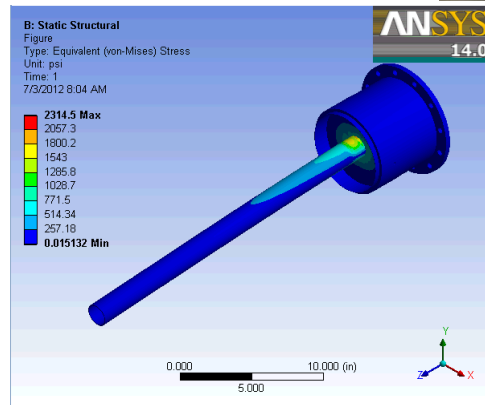 B: Static Structural
Figure
Type: Equivalent (von-Mises) Stress
Unit: psi
Time: 1
7/3/2012 8:04 AM
ANSYS
14.0
2314.5 Max
2057.3
1800.2
1543
1285.8
1028.7
771.5
514.34
257.18
0.015132 Min
0.000
10.000 (in)
5.000
Y
Z
X